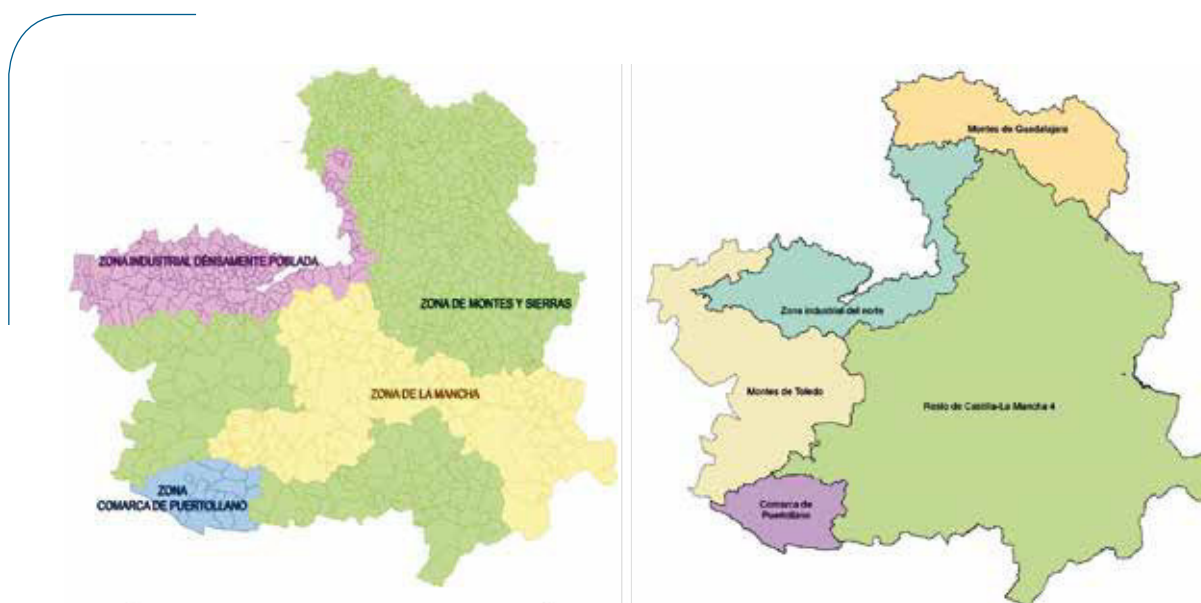 ZONA INDUSTRIAL DÉNSAMENTE POBLADA
ZONA DE MONTES Y SIERRAS
ZONA DE LA MANCHA
ZONA
COMARCA DE PUERTOLLANO
Montes de Guadalajara
Zona industrial del norte
Montes de Toledo
Resto de Castilla-La Mancha 4
Comarca de
Puertollano